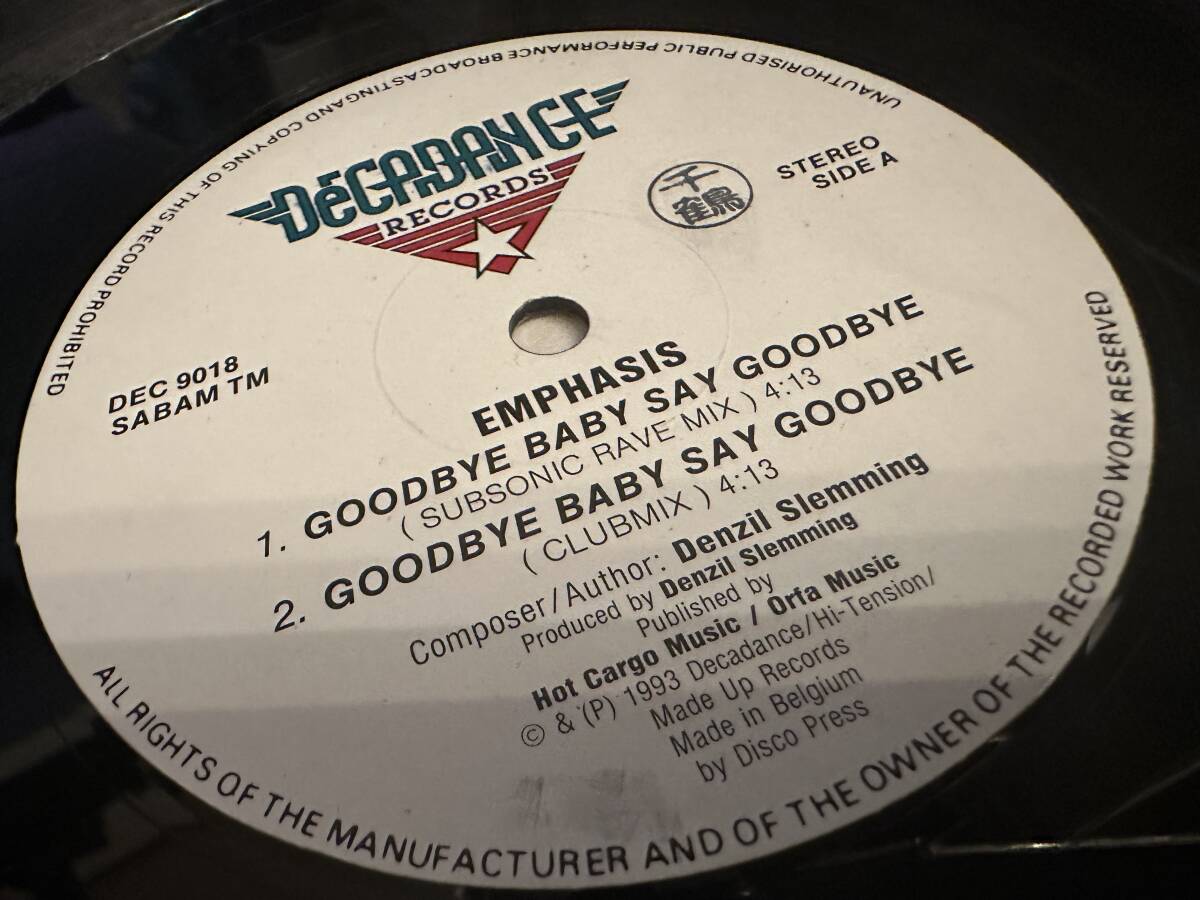 DéCADANCE
RECORDS
千
鶴
STEREO
SIDE A
DEC 9018
SABAM TM
EMPHASIS
1. GOODBYE BABY SAY GOODBYE
( SUBSONIC RAVE MIX ) 4:13
2. GOODBYE BABY SAY GOODBYE
( CLUBMIX ) 4:13
Composer/Author: Denzil Slemming
Produced by Denzil Slemming
Published by
Hot Cargo Music / Orfa Music
© & (P) 1993 Decadance/Hi-Tension/
Made Up Records
Made in Belgium
by Disco Press
ALL RIGHTS OF THE MANUFACTURER AND OF THE OWNER OF THE RECORDED WORK RESERVED
UNAUTHORISED PUBLIC PERFORMANCE BROADCASTINGAND COPYING OF THIS RECORD PROHIBITED